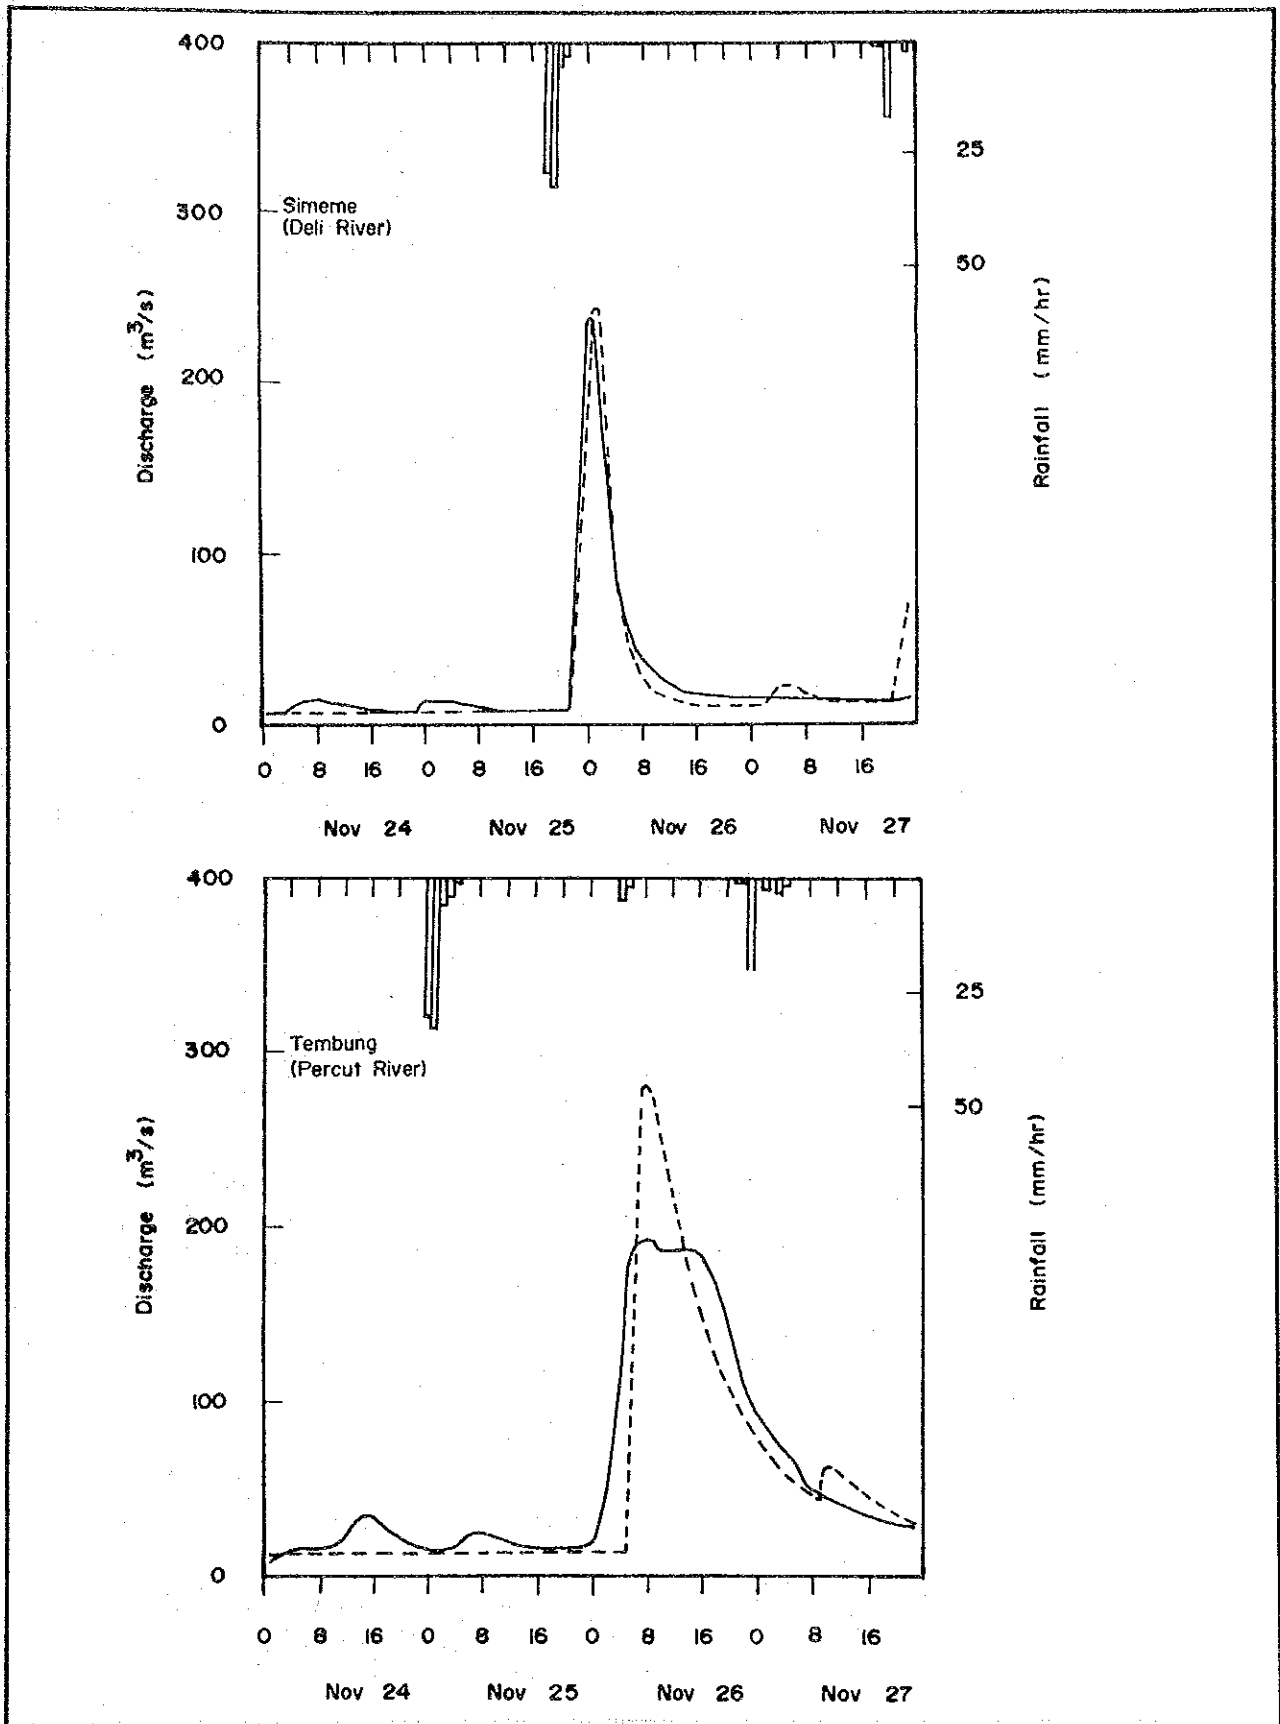 400
300
200
100
0
Discharge (m³/s)
Simeme
(Deli River)
25
50
Rainfall (mm/hr)
0 8 16 0 8 16 0 8 16 0 8 16
Nov 24 Nov 25 Nov 26 Nov 27
400
300
200
100
0
Discharge (m³/s)
Tembung
(Percut River)
25
50
Rainfall (mm/hr)
0 8 16 0 8 16 0 8 16 0 8 16
Nov 24 Nov 25 Nov 26 Nov 27